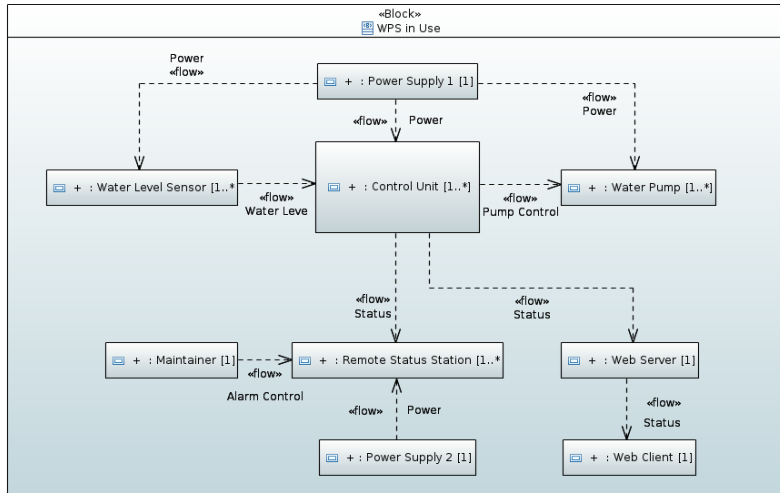 «Block»
WPS in Use
Power
«flow»
+ : Power Supply 1 [1]
«flow»
Power
«flow»
Power
+ : Water Level Sensor [1..*
«flow»
Water Leve
+ : Control Unit [1..*]
«flow»
Pump Control
+ : Water Pump [1..*]
«flow»
Status
«flow»
Status
+ : Maintainer [1]
«flow»
Alarm Control
+ : Remote Status Station [1..*
+ : Web Server [1]
«flow»
Power
«flow»
Status
+ : Power Supply 2 [1]
+ : Web Client [1]